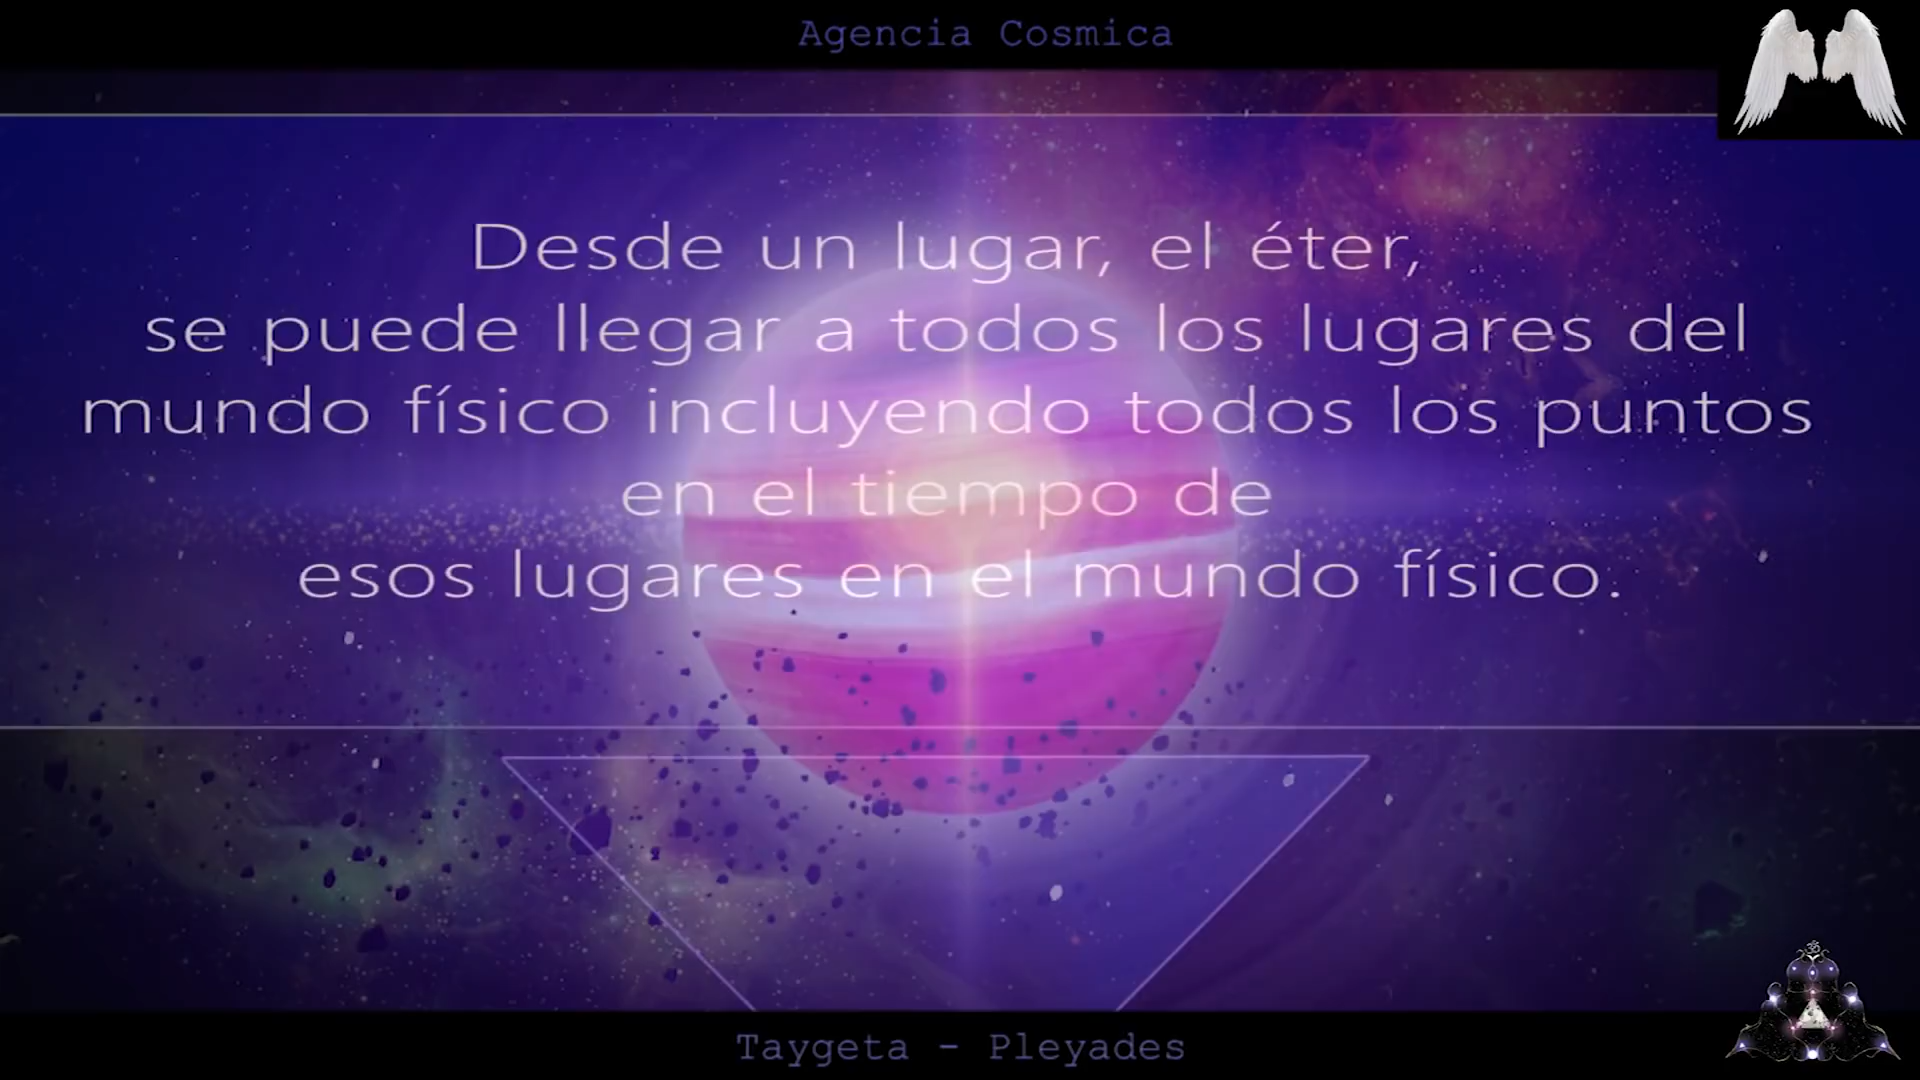 Agencia Cosmica
Desde un lugar, el éter,
se puede llegar a todos los lugares del
mundo físico incluyendo todos los puntos
en el tiempo de
esos lugares en el mundo físico.
Taygeta - Pleyades
ॐ